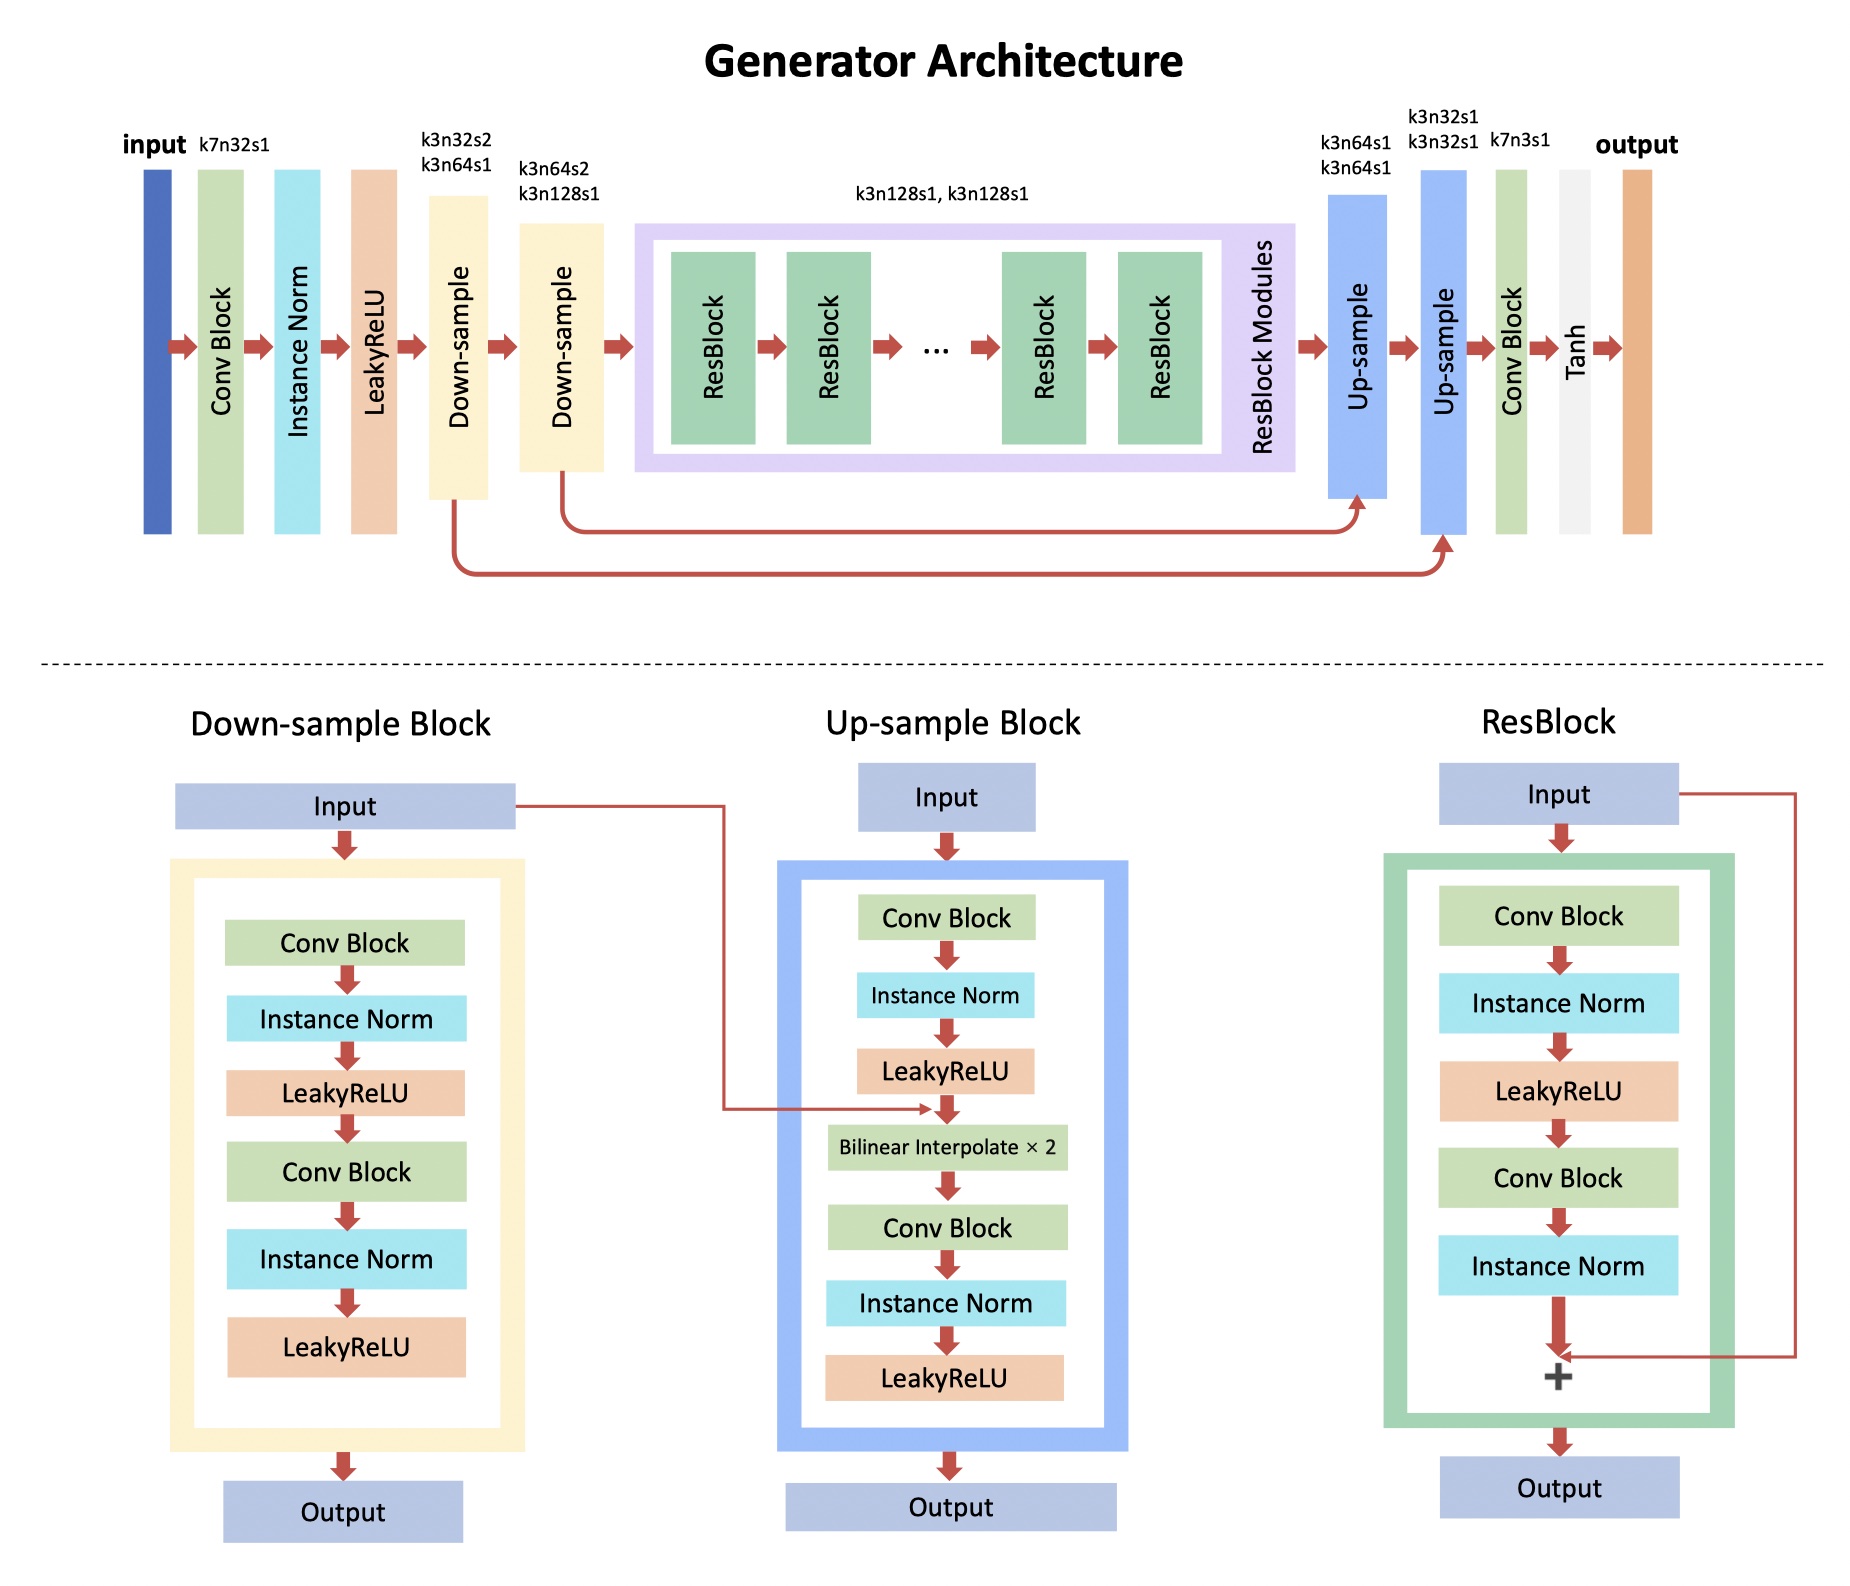 Generator Architecture
input
k7n32s1
k3n32s2
k3n64s1
k3n64s2
k3n128s1
k3n128s1, k3n128s1
k3n64s1
k3n64s1
k3n32s1
k3n32s1
k7n3s1
output
Conv Block
Instance Norm
LeakyReLU
Down-sample
Down-sample
ResBlock
ResBlock
...
ResBlock
ResBlock
ResBlock Modules
Up-sample
Up-sample
Conv Block
Tanh
Down-sample Block
Input
Conv Block
Instance Norm
LeakyReLU
Conv Block
Instance Norm
LeakyReLU
Output
Up-sample Block
Input
Conv Block
Instance Norm
LeakyReLU
Bilinear Interpolate × 2
Conv Block
Instance Norm
LeakyReLU
Output
ResBlock
Input
Conv Block
Instance Norm
LeakyReLU
Conv Block
Instance Norm
+
Output